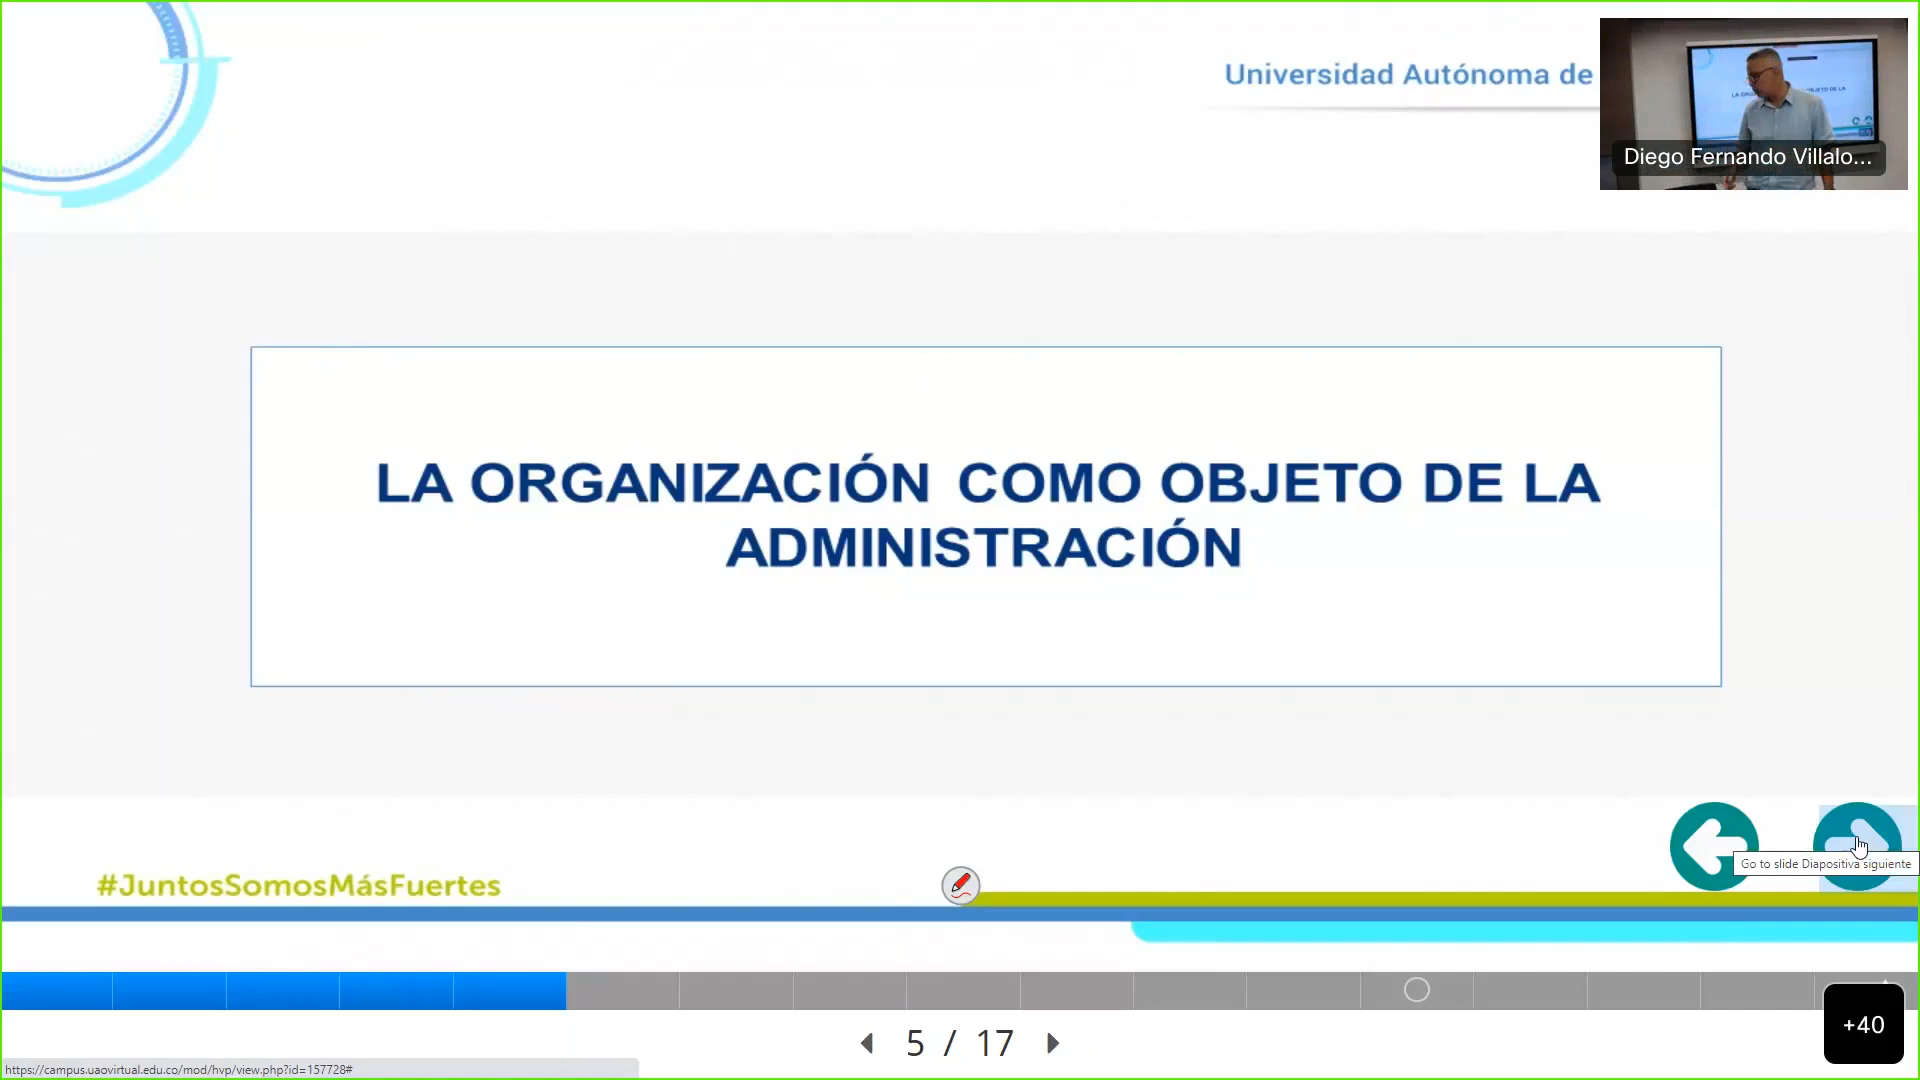 Universidad Autónoma de
Diego Fernando Villalo...
LA ORGANIZACIÓN COMO OBJETO DE LA
ADMINISTRACIÓN
Go to slide Diapositiva siguiente
#JuntosSomosMásFuertes
5 / 17
+40
https://campus.uaovirtual.edu.co/mod/hvp/view.php?id=157728#